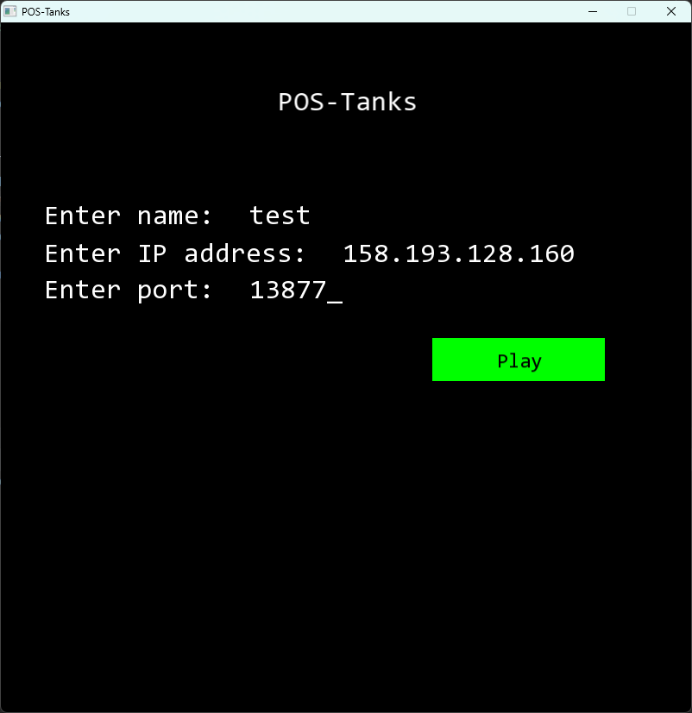 POS-Tanks
POS-Tanks
Enter name: test
Enter IP address: 158.193.128.160
Enter port: 13877_
Play